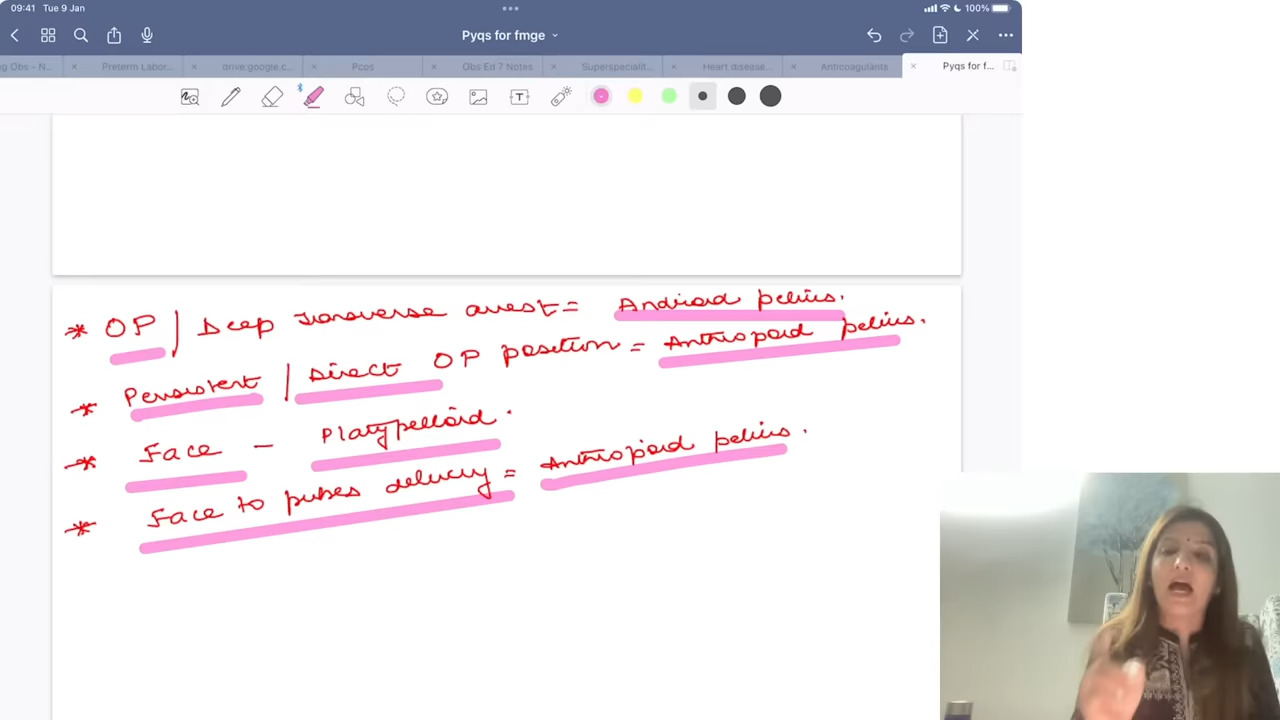 09:41 Tue 9 Jan
100%
Pyqs for fmge
g Obs - N...
Preterm Labor...
drive.google.c...
Pcos
Obs Ed 7 Notes
Superspecialit...
Heart disease...
Anticoagulants
Pyqs for f...
* OP / Deep transverse arrest = Android pelvis.
* Persistent / Direct OP position = Anthropoid pelvis.
* Face - Platypelloid.
* Face to pubes delivery = Anthropoid pelvis.